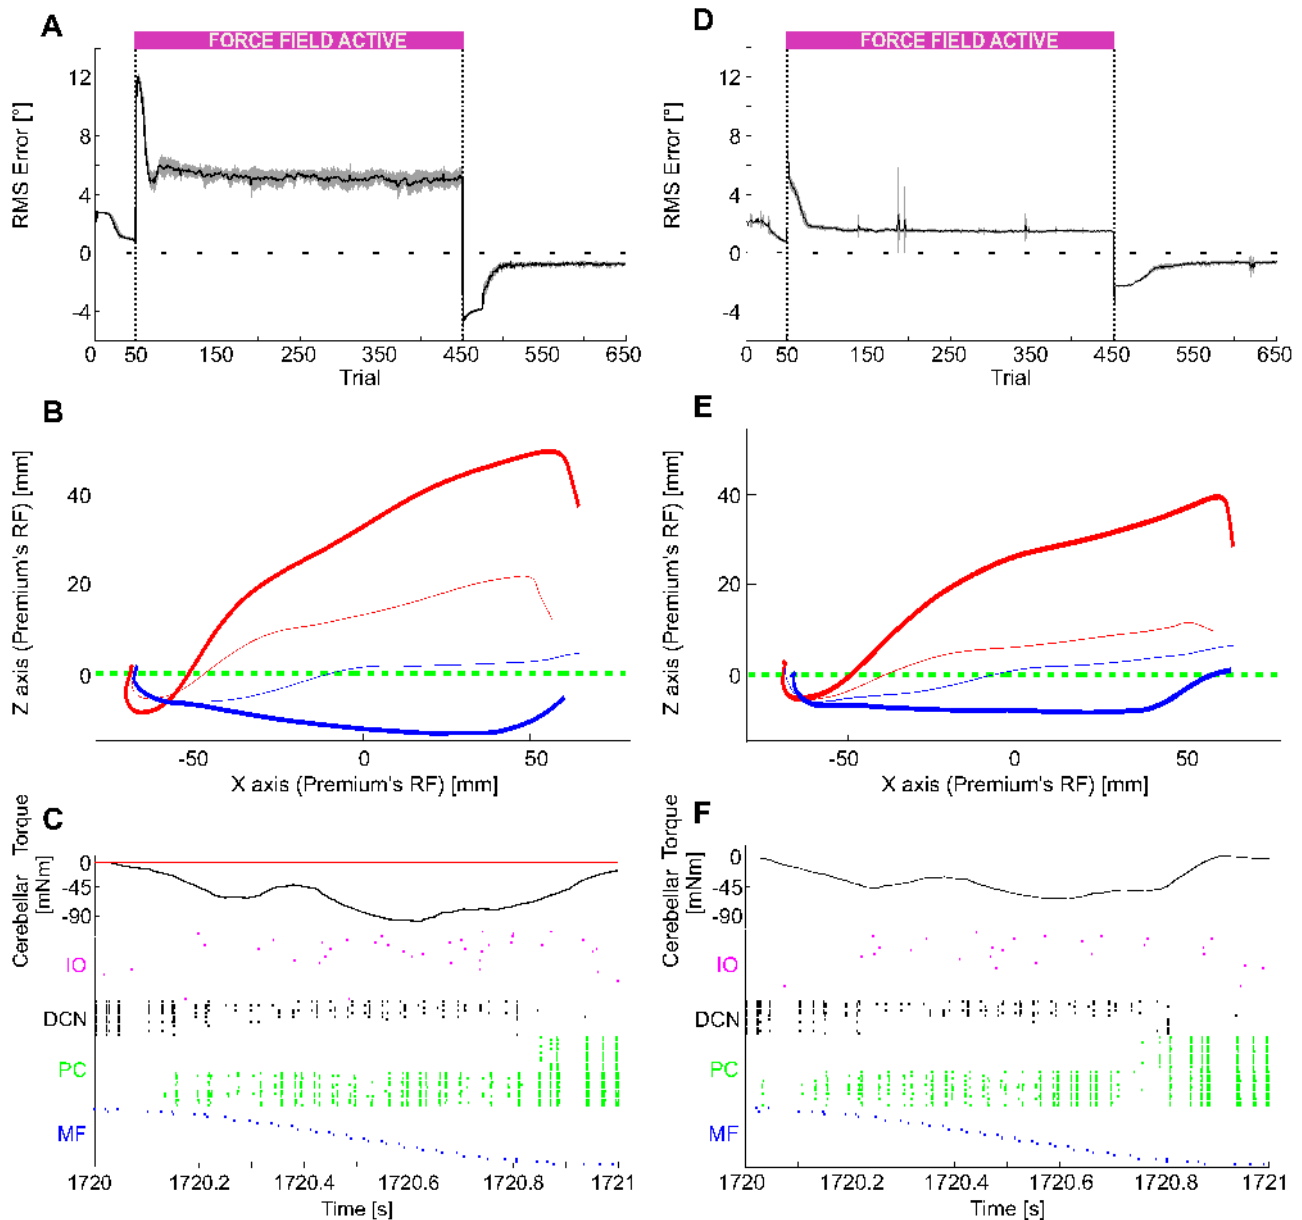 A
FORCE FIELD ACTIVE
RMS Error [°]
12
8
4
0
-4
0 50 150 250 350 450 550 650
Trial
D
FORCE FIELD ACTIVE
RMS Error [°]
12
8
4
0
-4
0 50 150 250 350 450 550 650
Trial
B
Z axis (Premium's RF) [mm]
40
20
0
-50 0 50
X axis (Premium's RF) [mm]
E
Z axis (Premium's RF) [mm]
40
20
0
-50 0 50
X axis (Premium's RF) [mm]
C
Cerebellar Torque
[mNm]
0
-45
-90
IO
DCN
PC
MF
1720 1720.2 1720.4 1720.6 1720.8 1721
Time [s]
F
Cerebellar Torque
[mNm]
0
-45
-90
IO
DCN
PC
MF
1720 1720.2 1720.4 1720.6 1720.8 1721
Time [s]